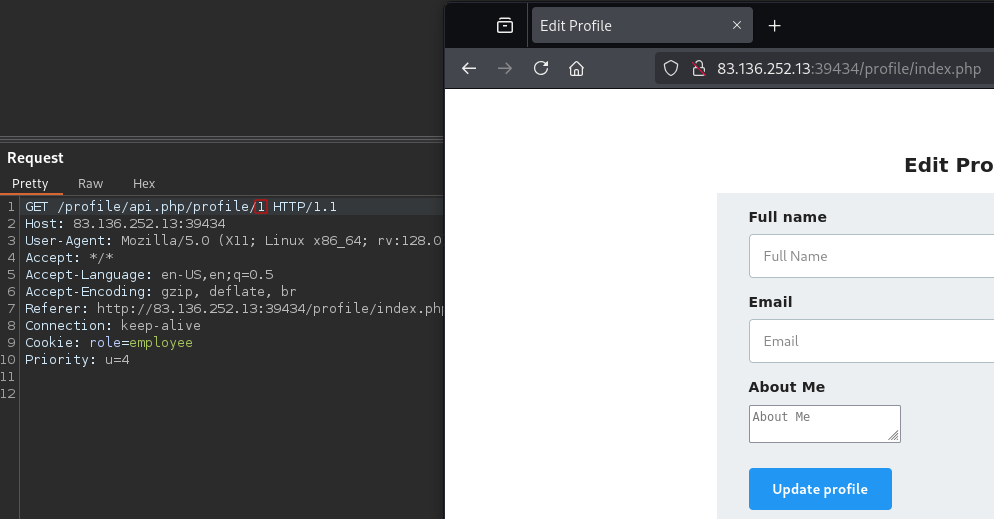 Edit Profile
83.136.252.13:39434/profile/index.php
Request
Pretty Raw Hex
1 GET /profile/api.php/profile/1 HTTP/1.1
2 Host: 83.136.252.13:39434
3 User-Agent: Mozilla/5.0 (X11; Linux x86_64; rv:128.0
4 Accept: */*
5 Accept-Language: en-US,en;q=0.5
6 Accept-Encoding: gzip, deflate, br
7 Referer: http://83.136.252.13:39434/profile/index.php
8 Connection: keep-alive
9 Cookie: role=employee
10 Priority: u=4
11
12
Edit Pro
Full name
Full Name
Email
Email
About Me
About Me
Update profile